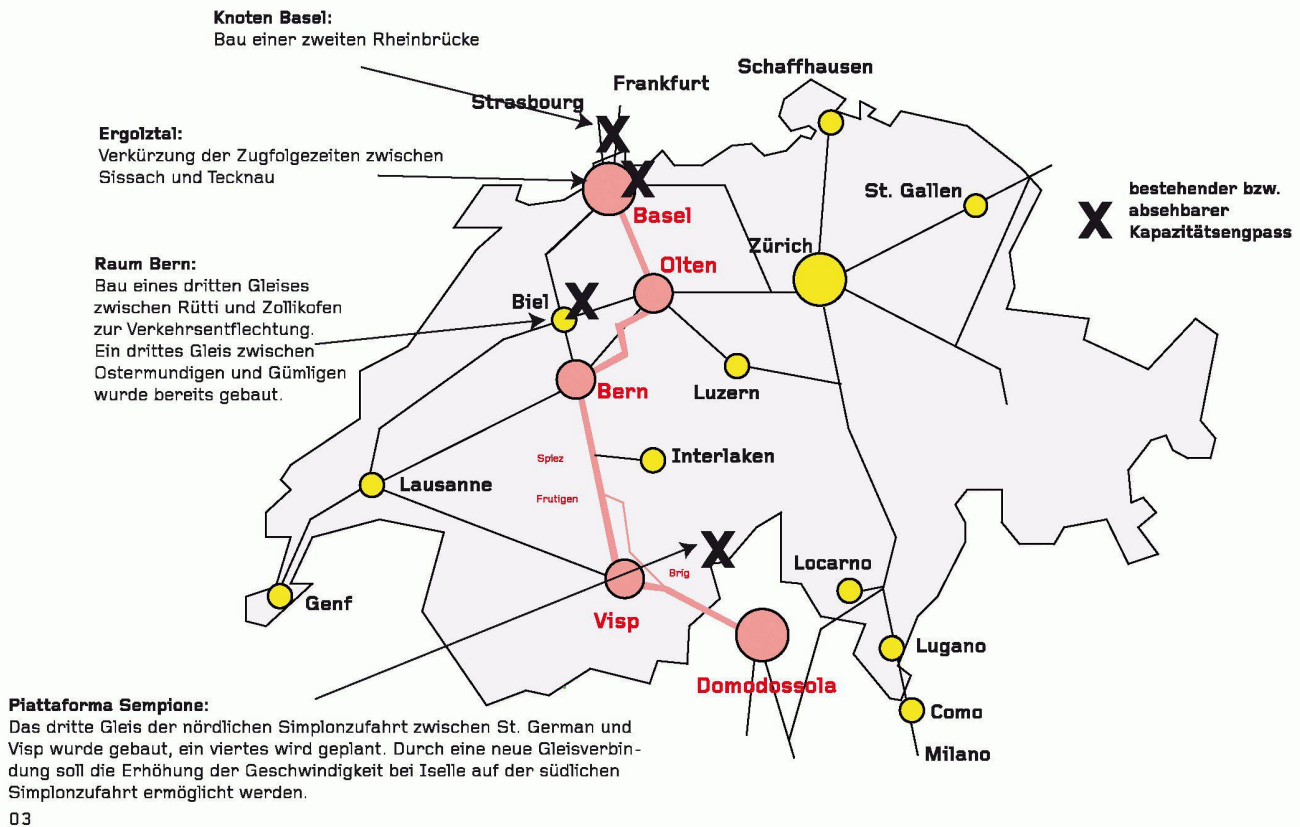 Knoten Basel:
Bau einer zweiten Rheinbrücke
Schaffhausen
Frankfurt
Strasbourg
Ergolztal:
Verkürzung der Zugfolgezeiten zwischen
Sissach und Tecknau
St. Gallen
X
bestehender bzw.
absehbarer
Kapazitätsengpass
X
X
Basel
Zürich
Raum Bern:
Bau eines dritten Gleises
zwischen Rütti und Zollikofen
zur Verkehrsentflechtung.
Ein drittes Gleis zwischen
Ostermundigen und Gümligen
wurde bereits gebaut.
Olten
Biel
X
Bern
Luzern
Spiez
Interlaken
Frutigen
Lausanne
X
Brig
Locarno
Genf
Visp
Lugano
Domodossola
Como
Milano
Piattaforma Sempione:
Das dritte Gleis der nördlichen Simplonzufahrt zwischen St. German und
Visp wurde gebaut, ein viertes wird geplant. Durch eine neue Gleisverbin-
dung soll die Erhöhung der Geschwindigkeit bei Iselle auf der südlichen
Simplonzufahrt ermöglicht werden.
03